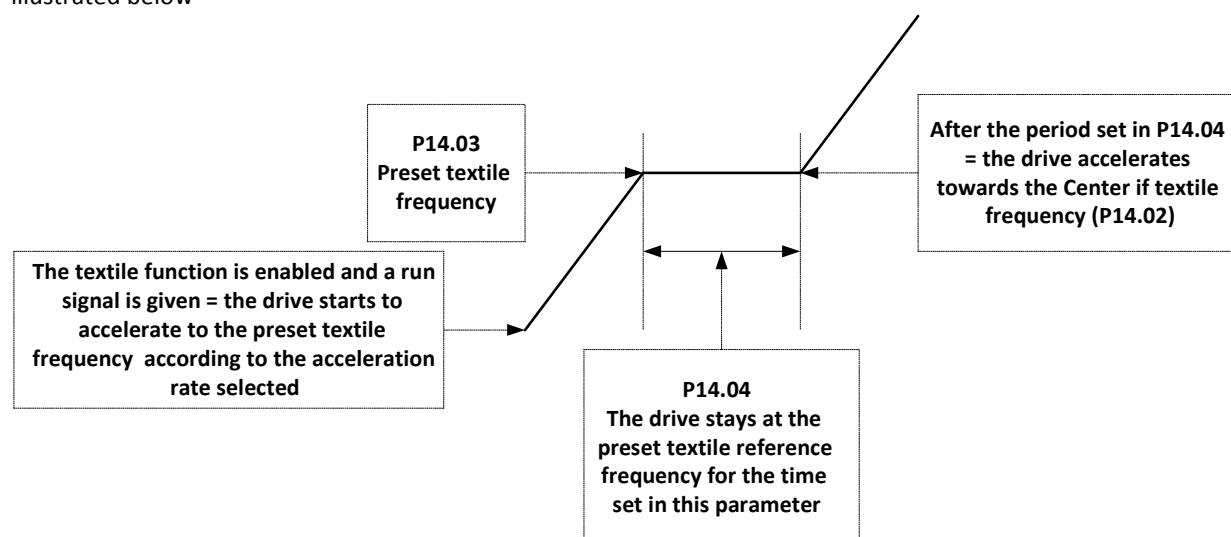 illustrated below
P14.03
Preset textile
frequency
After the period set in P14.04
= the drive accelerates
towards the Center if textile
frequency (P14.02)
The textile function is enabled and a run
signal is given = the drive starts to
accelerate to the preset textile
frequency according to the acceleration
rate selected
P14.04
The drive stays at the
preset textile reference
frequency for the time
set in this parameter